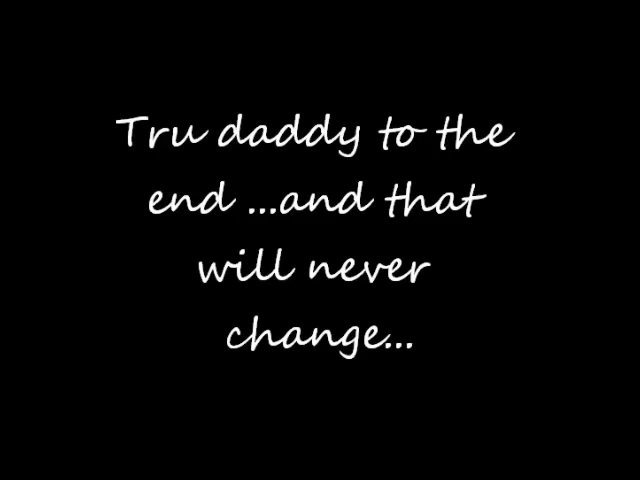 Tru daddy to the
end ...and that
will never
change...